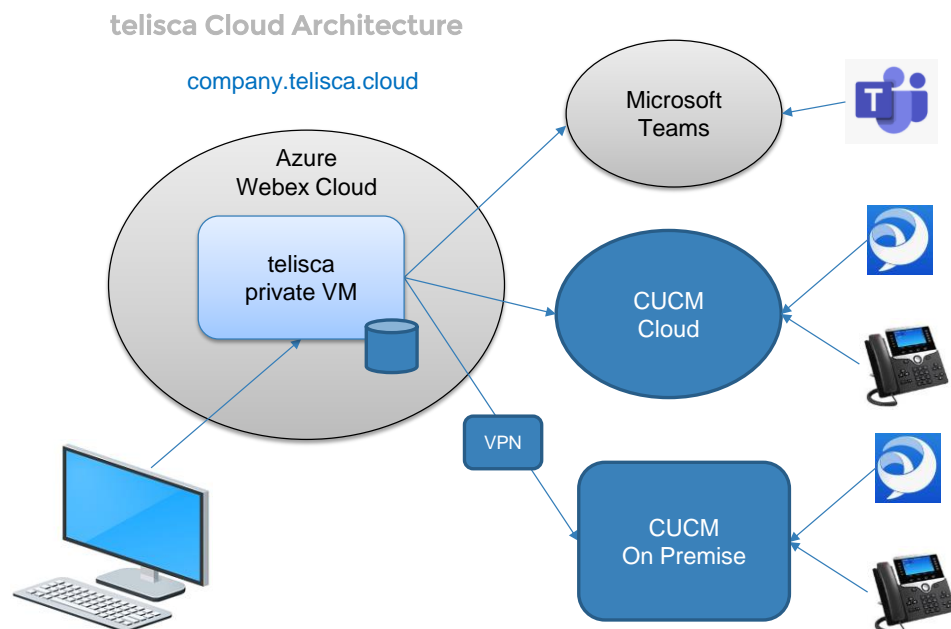 telisca Cloud Architecture
company.telisca.cloud
Azure
Webex Cloud
telisca
private VM
Microsoft
Teams
T
CUCM
Cloud
VPN
CUCM
On Premise